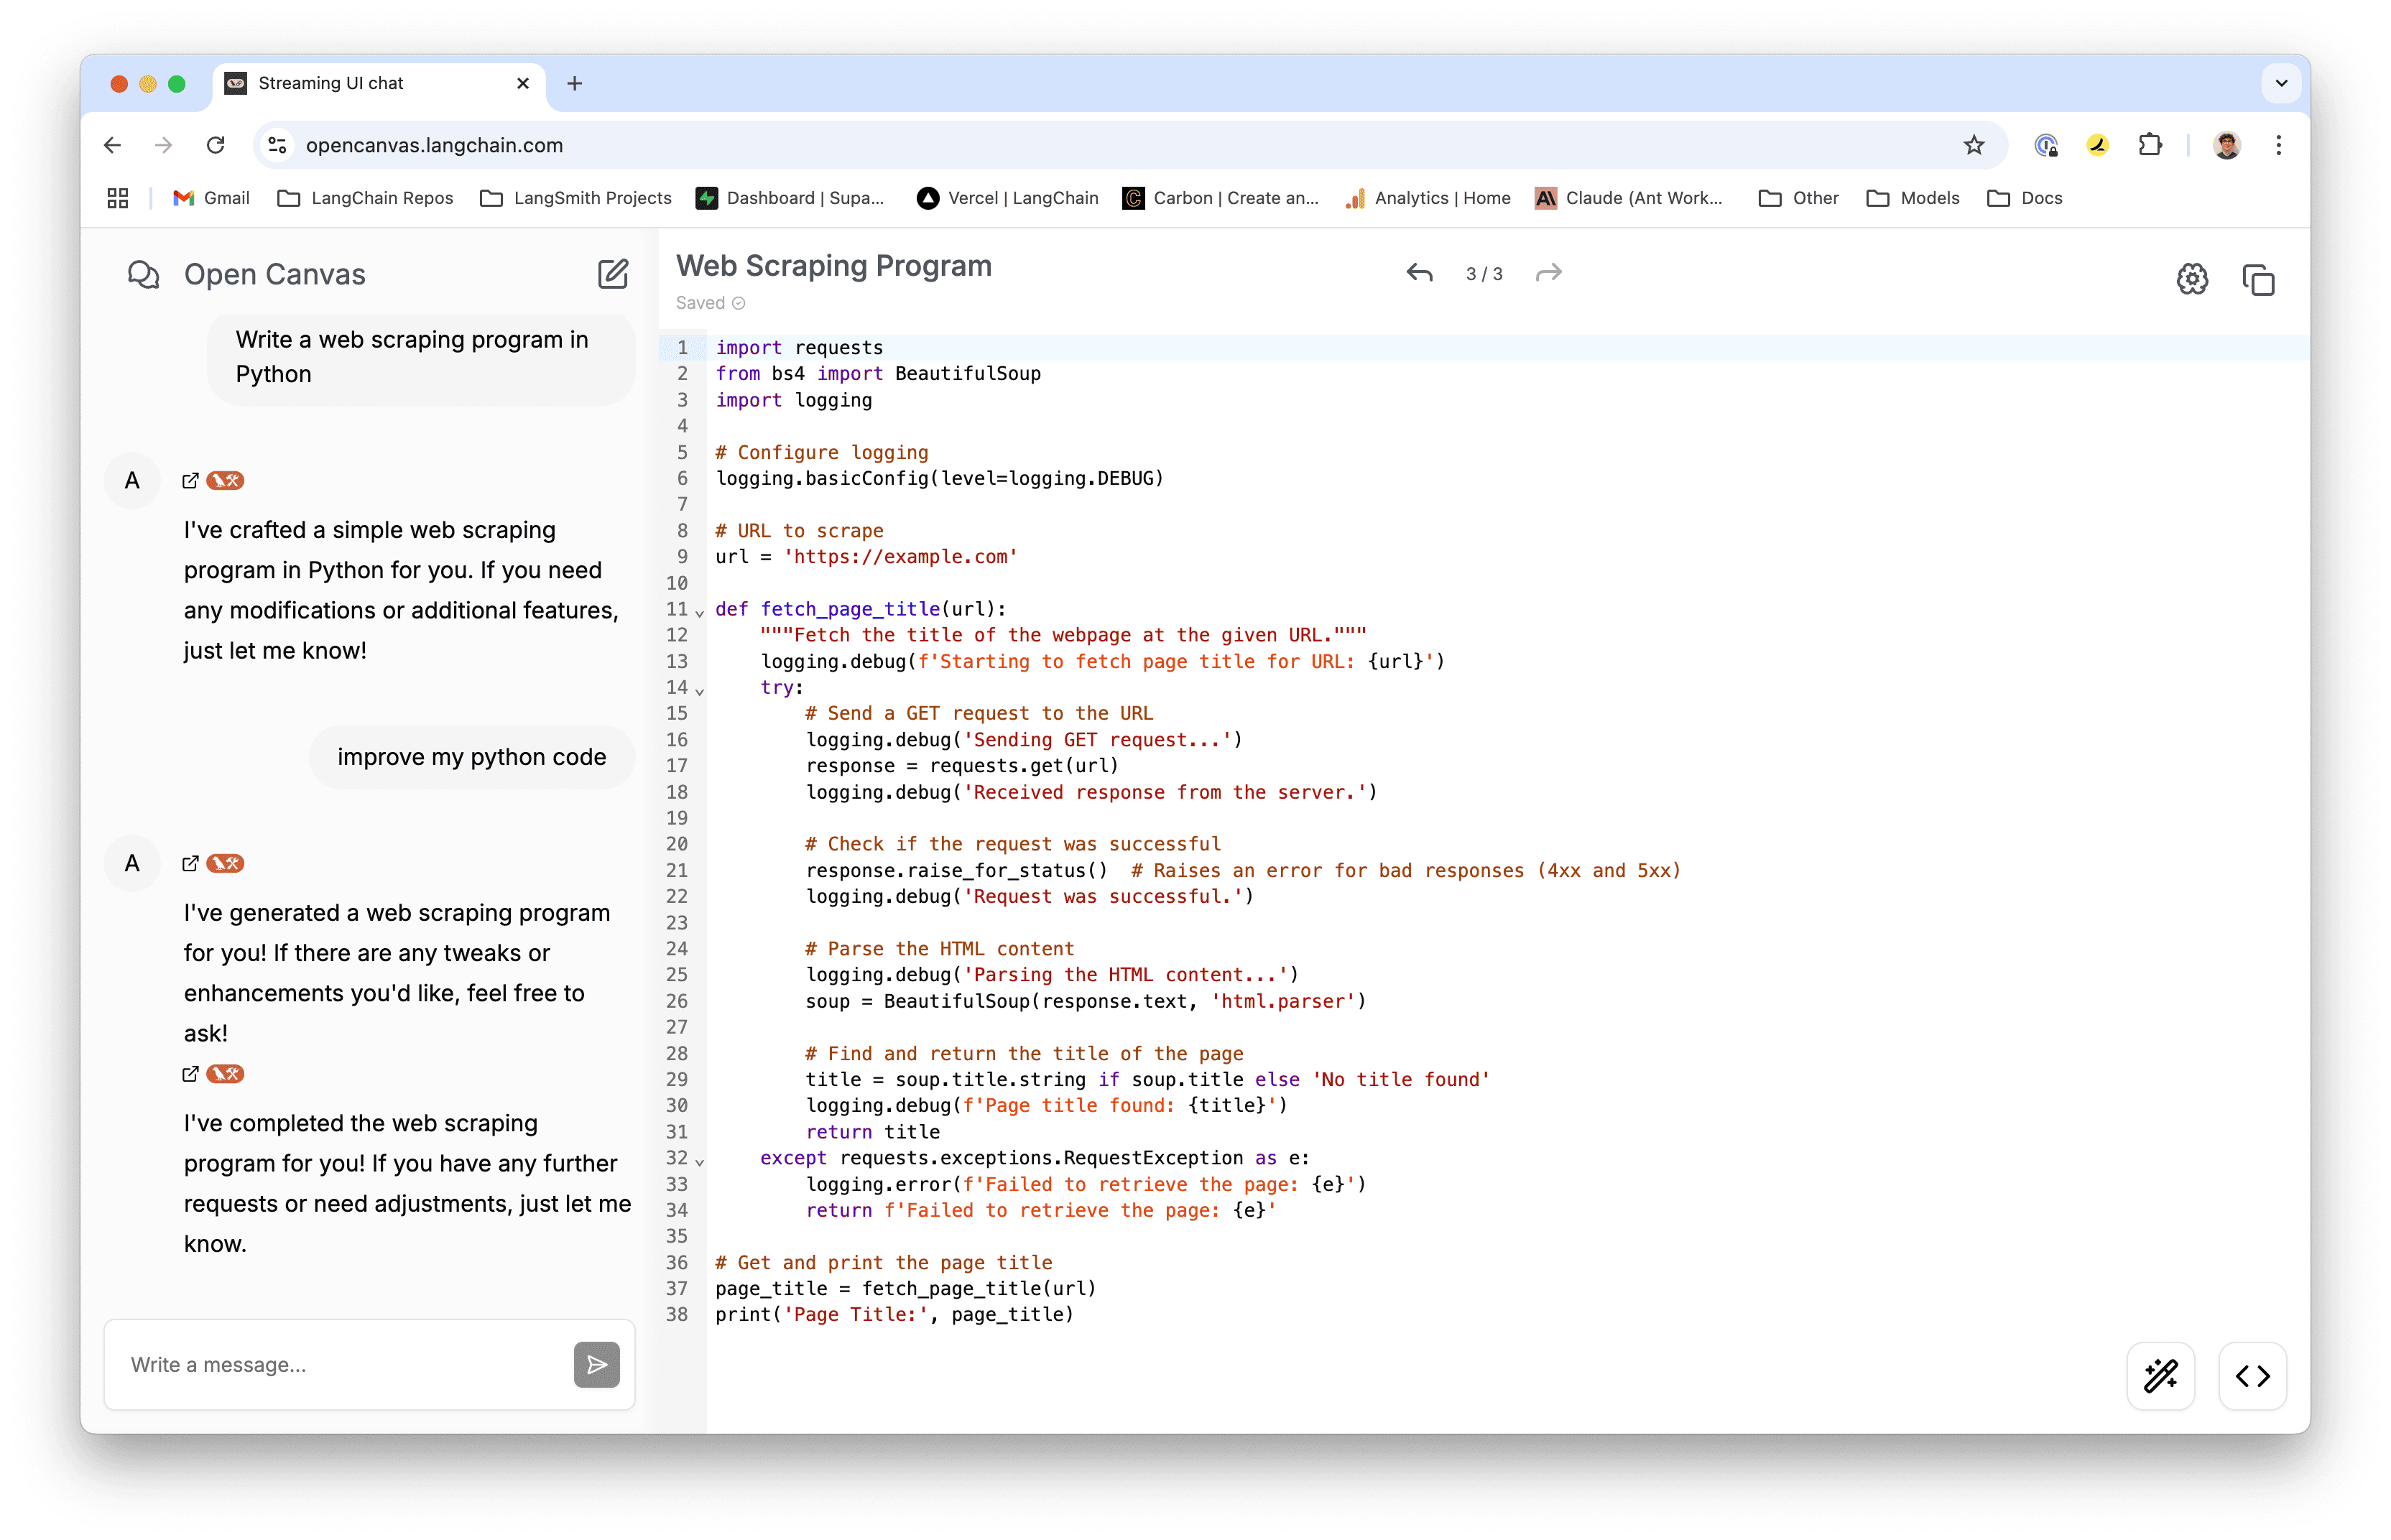 Streaming UI chat
opencanvas.langchain.com
Gmail LangChain Repos LangSmith Projects Dashboard | Supa... Vercel | LangChain Carbon | Create an... Analytics | Home Claude (Ant Work... Other Models Docs
Open Canvas
Write a web scraping program in
Python
A
I've crafted a simple web scraping
program in Python for you. If you need
any modifications or additional features,
just let me know!
improve my python code
A
I've generated a web scraping program
for you! If there are any tweaks or
enhancements you'd like, feel free to
ask!
I've completed the web scraping
program for you! If you have any further
requests or need adjustments, just let me
know.
Write a message...
Web Scraping Program
Saved
3 / 3
1 import requests
2 from bs4 import BeautifulSoup
3 import logging
4
5 # Configure logging
6 logging.basicConfig(level=logging.DEBUG)
7
8 # URL to scrape
9 url = 'https://example.com'
10
11 def fetch_page_title(url):
12     """Fetch the title of the webpage at the given URL."""
13     logging.debug(f'Starting to fetch page title for URL: {url}')
14     try:
15         # Send a GET request to the URL
16         logging.debug('Sending GET request...')
17         response = requests.get(url)
18         logging.debug('Received response from the server.')
19
20         # Check if the request was successful
21         response.raise_for_status()  # Raises an error for bad responses (4xx and 5xx)
22         logging.debug('Request was successful.')
23
24         # Parse the HTML content
25         logging.debug('Parsing the HTML content...')
26         soup = BeautifulSoup(response.text, 'html.parser')
27
28         # Find and return the title of the page
29         title = soup.title.string if soup.title else 'No title found'
30         logging.debug(f'Page title found: {title}')
31         return title
32     except requests.exceptions.RequestException as e:
33         logging.error(f'Failed to retrieve the page: {e}')
34         return f'Failed to retrieve the page: {e}'
35
36 # Get and print the page title
37 page_title = fetch_page_title(url)
38 print('Page Title:', page_title)